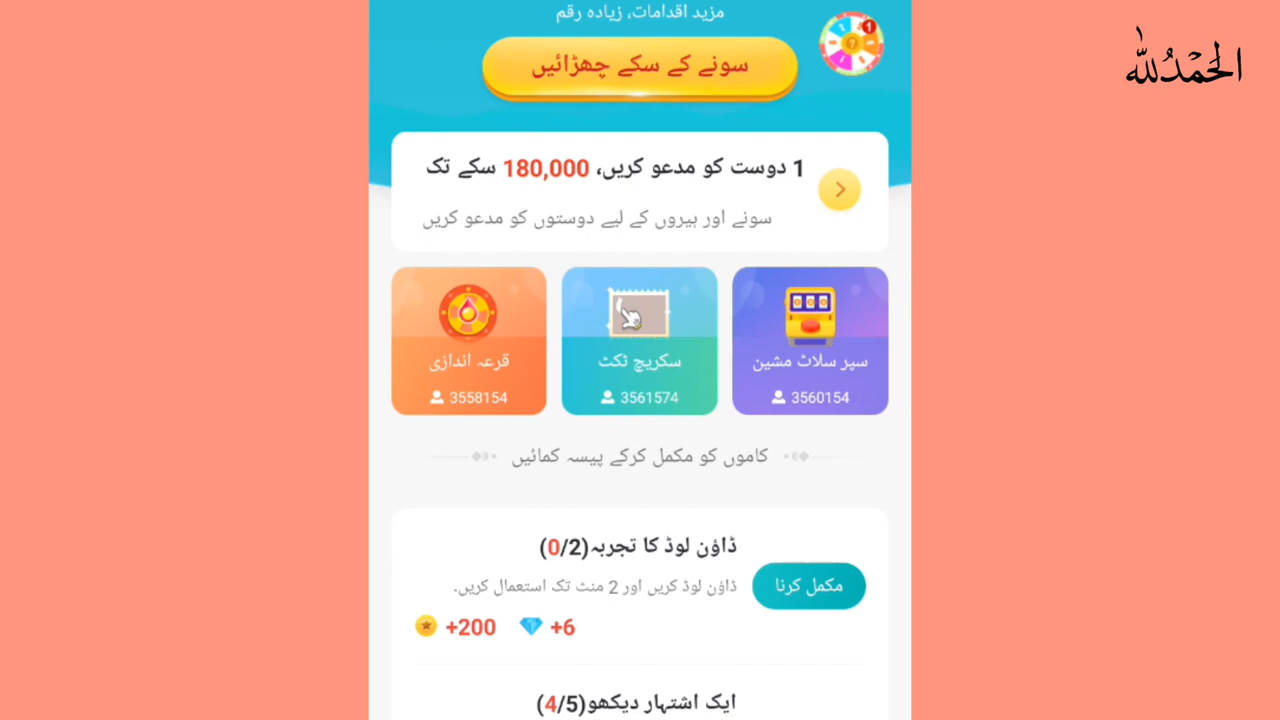 مزید اقدامات، زیادہ رقم
1
سونے کے سکے چھڑائیں
الحمدُللہ
1 دوست کو مدعو کریں، 180,000 سکے تک
سونے اور ہیروں کے لیے دوستوں کو مدعو کریں
سپر سلاٹ مشین
3560154
سکریچ ٹکٹ
3561574
قرعہ اندازی
3558154
کاموں کو مکمل کرکے پیسہ کمائیں
ڈاؤن لوڈ کا تجربہ(0/2)
ڈاؤن لوڈ کریں اور 2 منٹ تک استعمال کریں۔
مکمل کرنا
+200 +6
ایک اشتہار دیکھو(4/5)